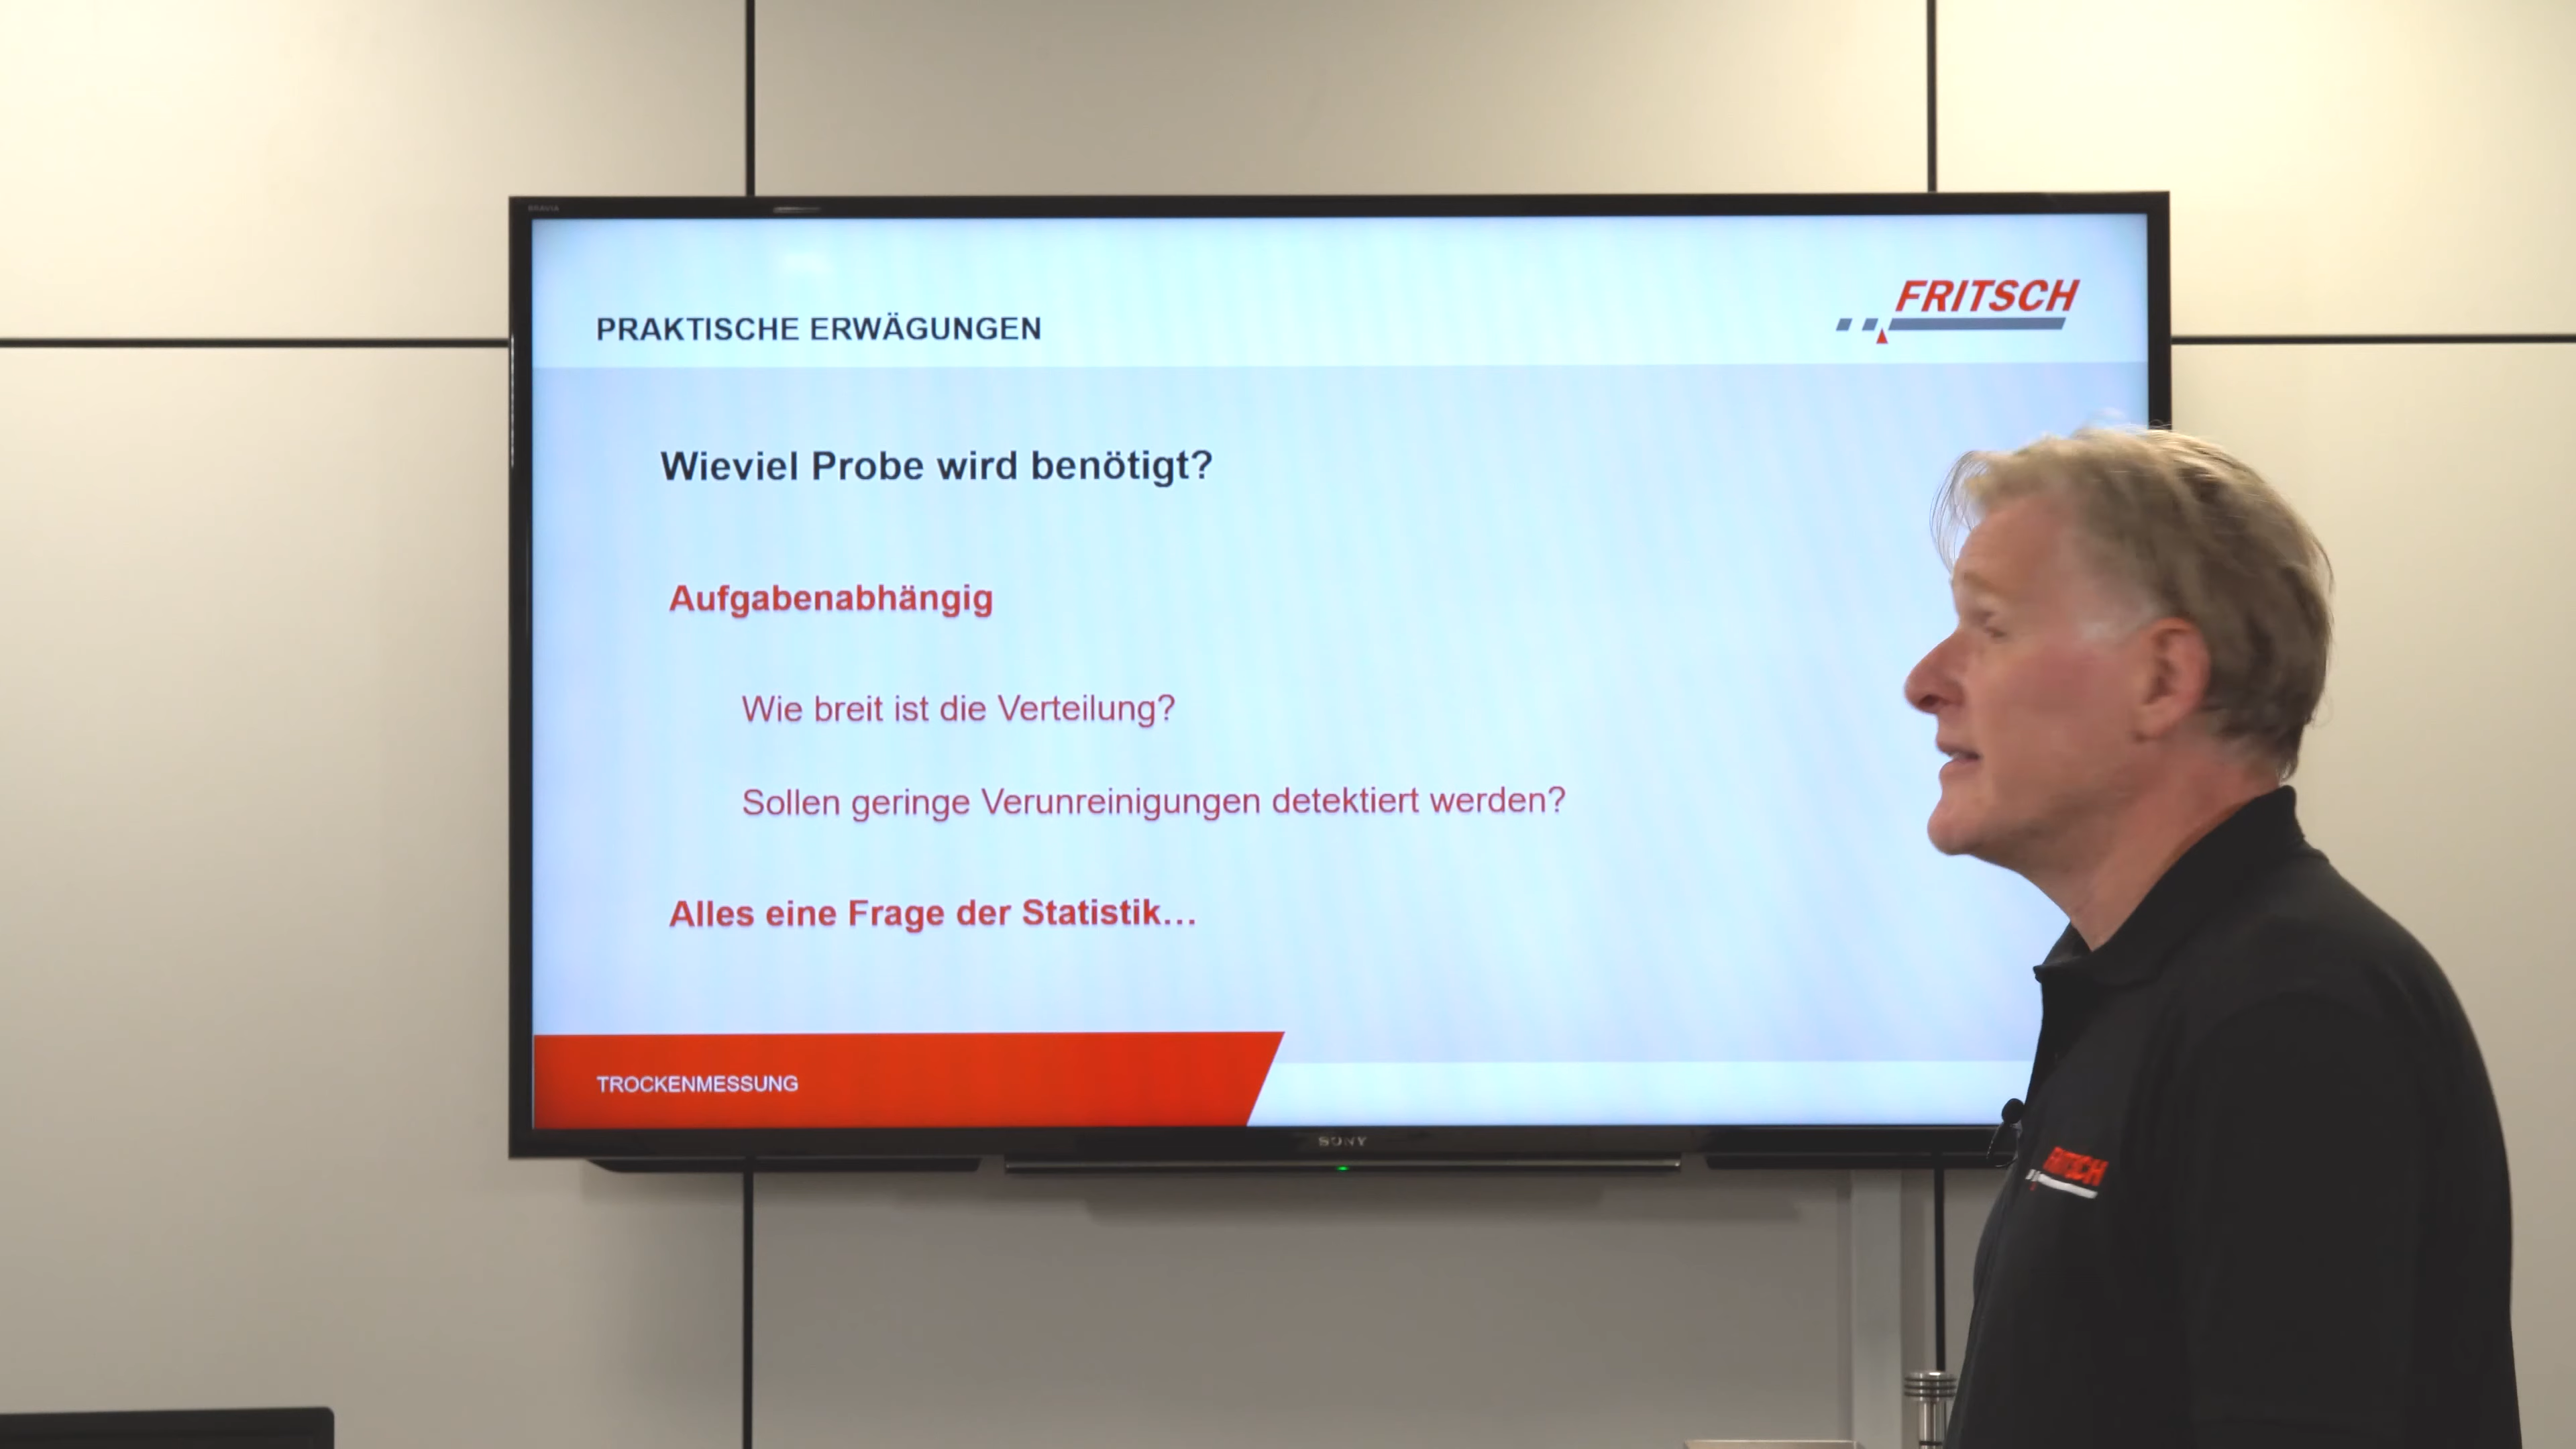 BRAVIA
FRITSCH
PRAKTISCHE ERWÄGUNGEN
Wieviel Probe wird benötigt?
Aufgabenabhängig
Wie breit ist die Verteilung?
Sollen geringe Verunreinigungen detektiert werden?
Alles eine Frage der Statistik...
TROCKENMESSUNG
SONY
FRITSCH